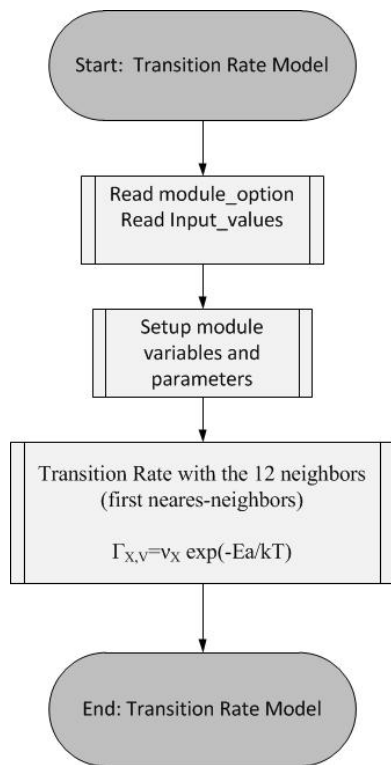 Start: Transition Rate Model
Read module_option
Read Input_values
Setup module
variables and
parameters
Transition Rate with the 12 neighbors
(first neares-neighbors)
Γ_X,V=ν_X exp(-Ea/kT)
End: Transition Rate Model